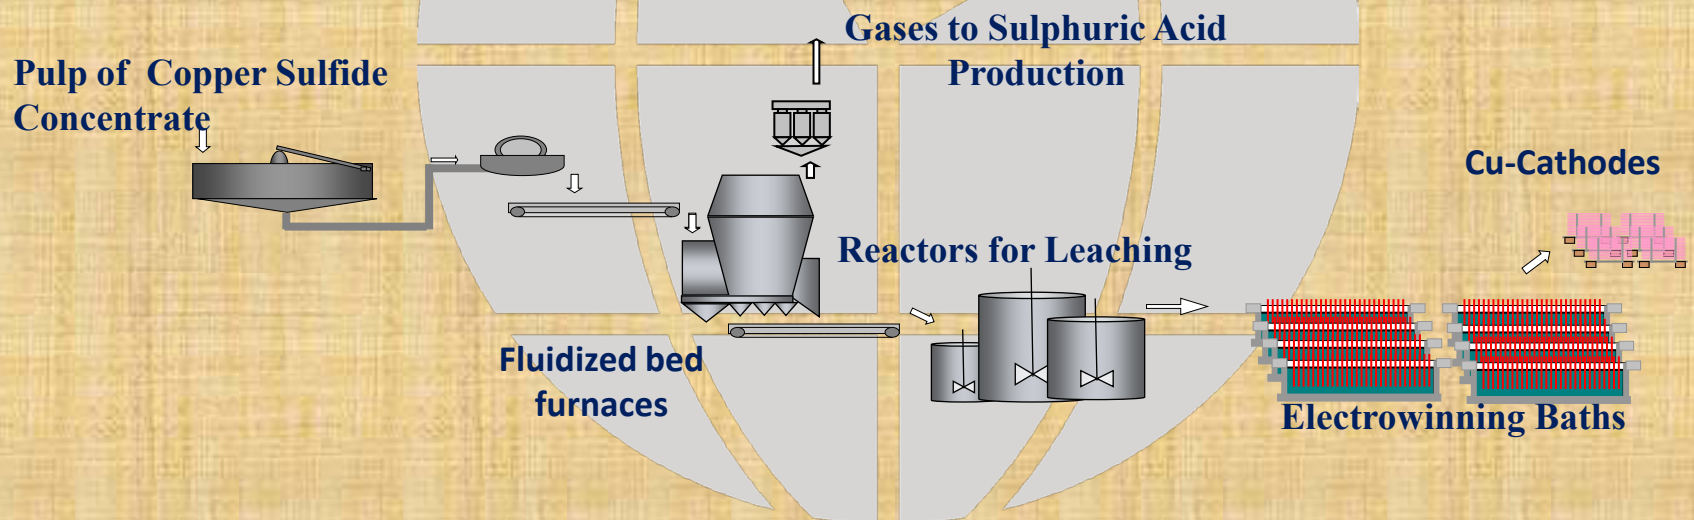 Gases to Sulphuric Acid
Production
Pulp of Copper Sulfide
Concentrate
Cu-Cathodes
Reactors for Leaching
Fluidized bed
furnaces
Electrowinning Baths